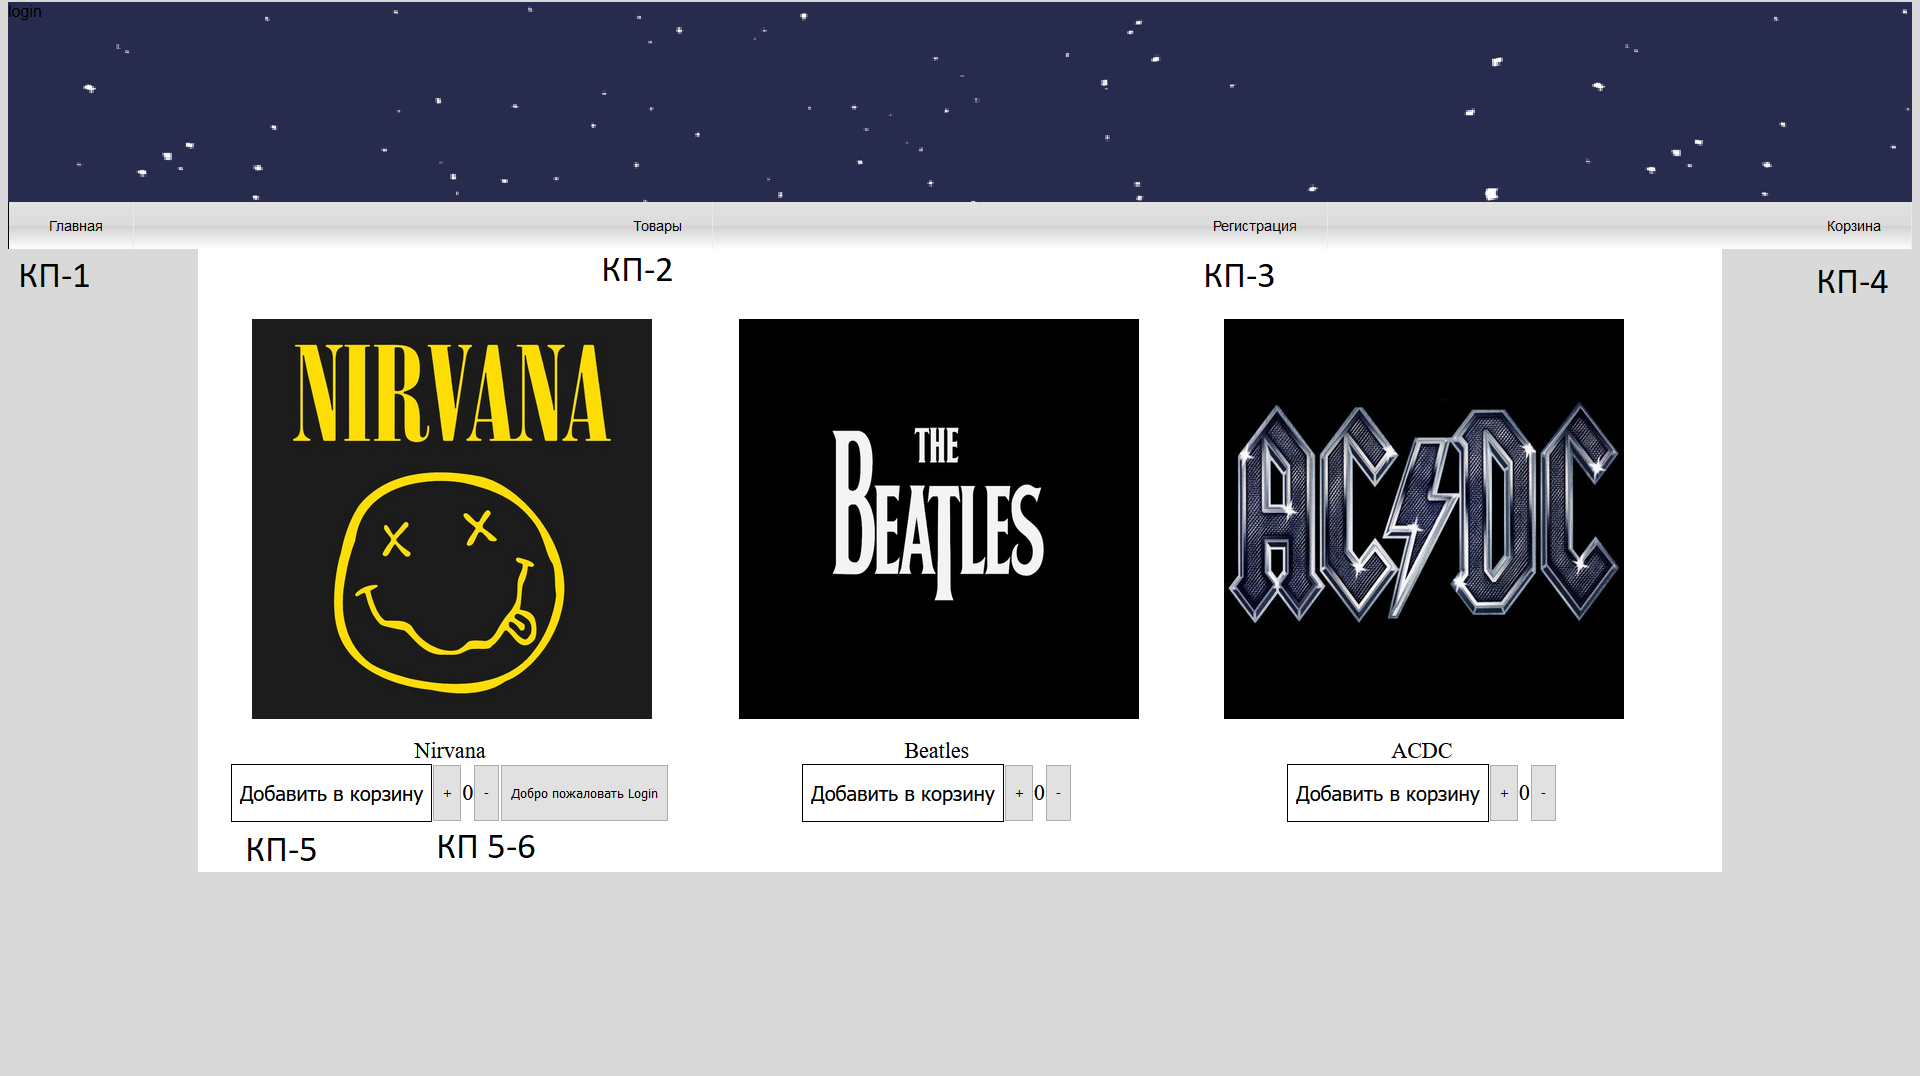 login
Главная Товары Регистрация Корзина
КП-1 КП-2 КП-3 КП-4
NIRVANA
THE
BEATLES
AC DC
Nirvana Beatles ACDC
Добавить в корзину + 0 - Добро пожаловать Login Добавить в корзину + 0 - Добавить в корзину + 0 -
КП-5 КП 5-6